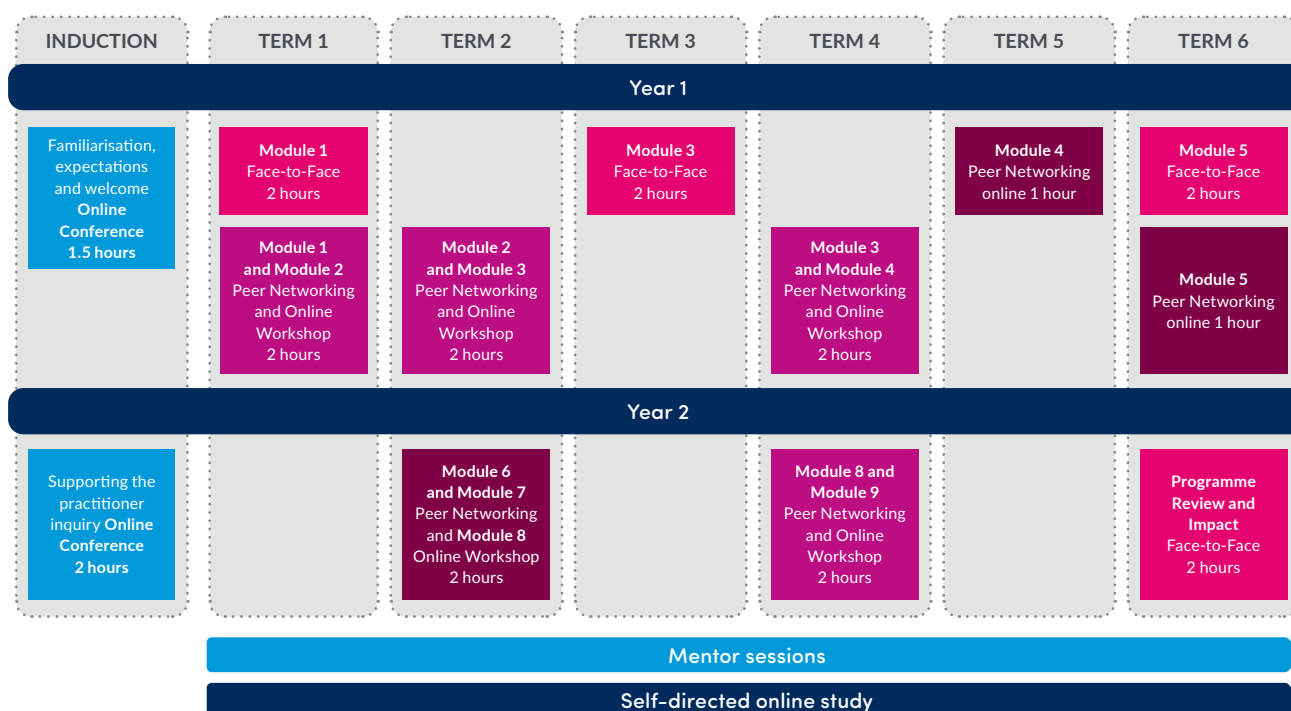 INDUCTION
TERM 1
TERM 2
TERM 3
TERM 4
TERM 5
TERM 6
Year 1
Familiarisation,
expectations
and welcome
Online
Conference
1.5 hours
Module 1
Face-to-Face
2 hours
Module 3
Face-to-Face
2 hours
Module 4
Peer Networking
online 1 hour
Module 5
Face-to-Face
2 hours
Module 1
and Module 2
Peer Networking
and Online
Workshop
2 hours
Module 2
and Module 3
Peer Networking
and Online
Workshop
2 hours
Module 3
and Module 4
Peer Networking
and Online
Workshop
2 hours
Module 5
Peer Networking
online 1 hour
Year 2
Supporting the
practitioner
inquiry Online
Conference
2 hours
Module 6
and Module 7
Peer Networking
and Module 8
Online Workshop
2 hours
Module 8 and
Module 9
Peer Networking
and Online
Workshop
2 hours
Programme
Review and
Impact
Face-to-Face
2 hours
Mentor sessions
Self-directed online study